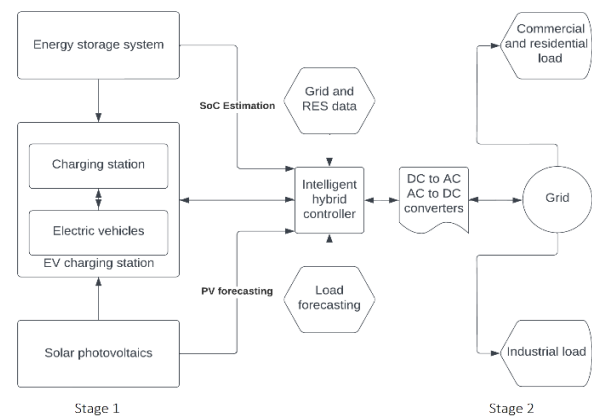 Energy storage system
Commercial
and residential
load
Grid and
RES data
SoC Estimation
Charging station
Intelligent
hybrid
controller
DC to AC
AC to DC
converters
Grid
Electric vehicles
EV charging station
PV forecasting
Load
forecasting
Solar photovoltaics
Industrial load
Stage 1
Stage 2